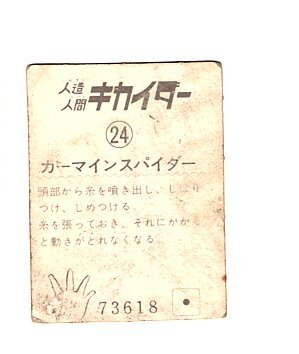 人造
人間 キカイダー
24
カーマインスパイダー
頭部から糸を噴き出し、しばり
つけ、しめつける。
糸を張っておき、それにかかる
と動きがとれなくなる。
73618